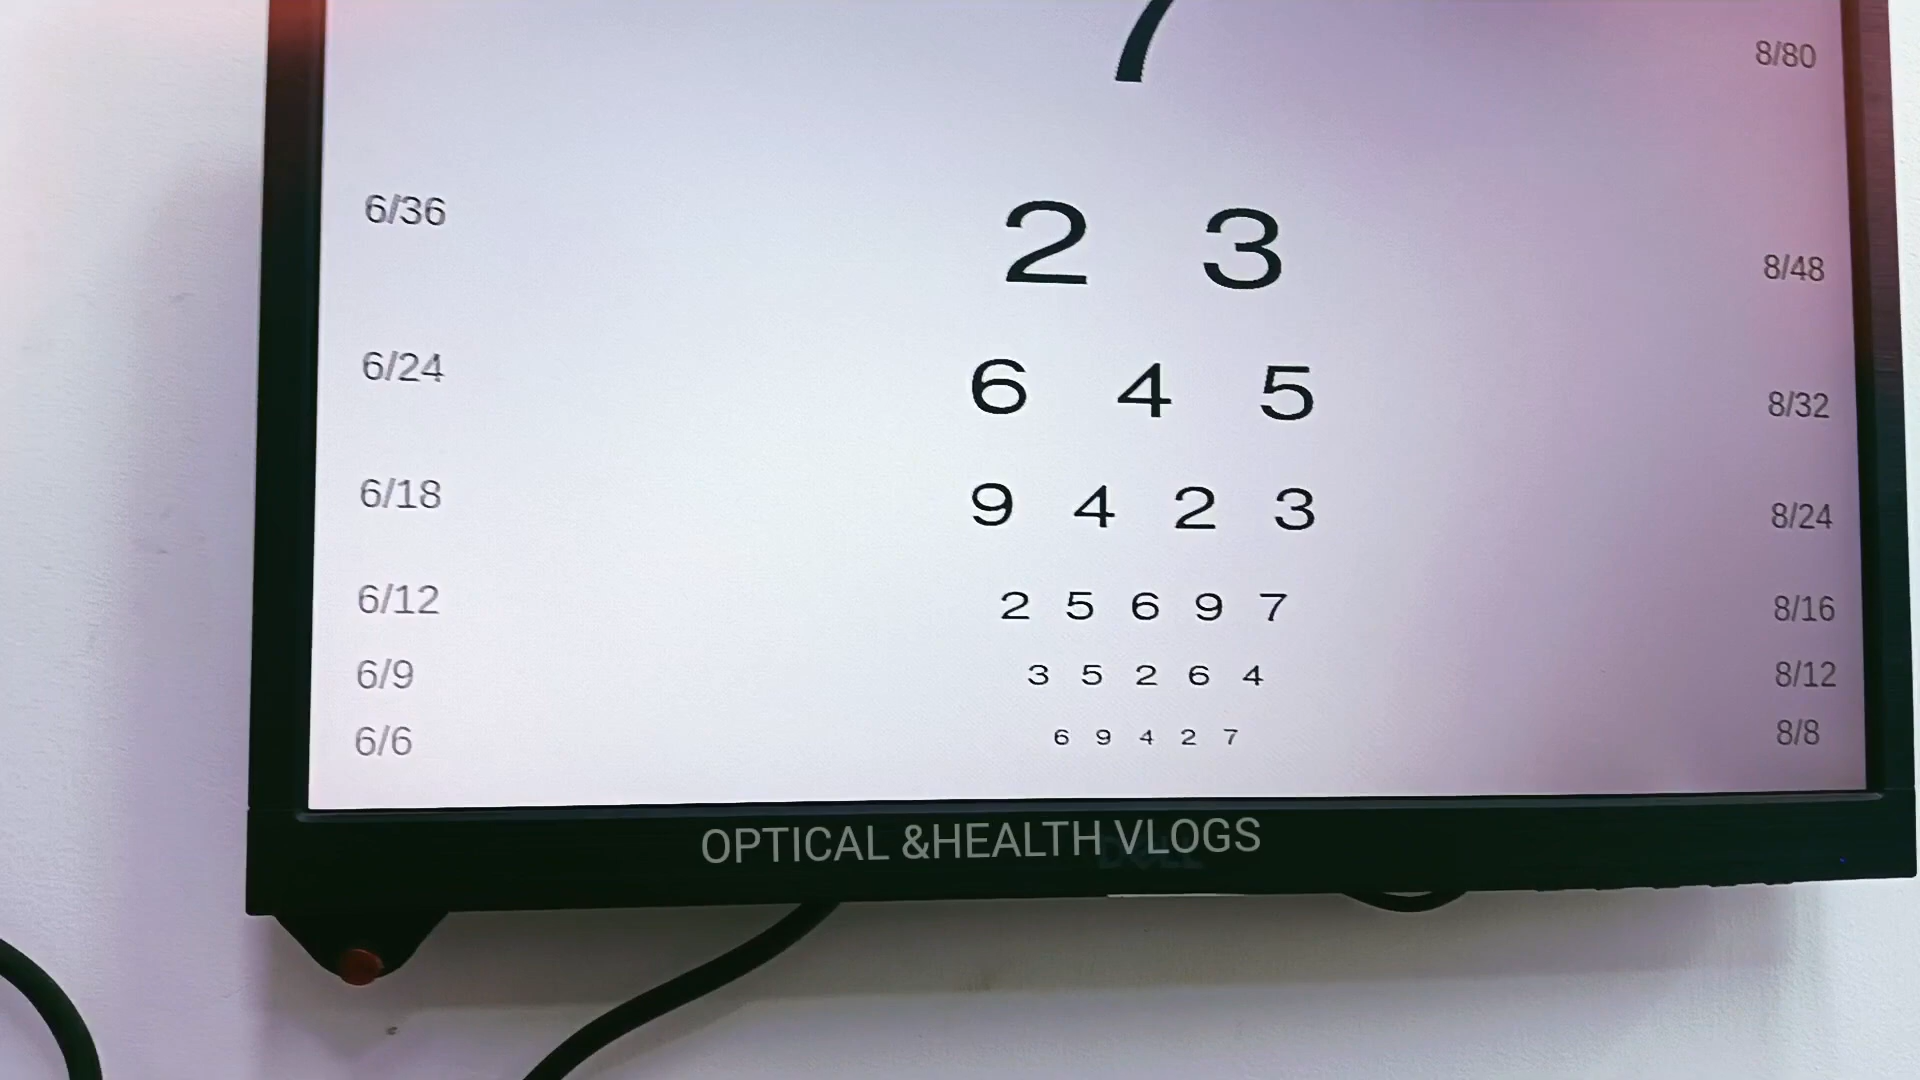 7 8/80
6/36 2 3 8/48
6/24 6 4 5 8/32
6/18 9 4 2 3 8/24
6/12 2 5 6 9 7 8/16
6/9 3 5 2 6 4 8/12
6/6 6 9 4 2 7 8/8
OPTICAL &HEALTH VLOGS
DELL